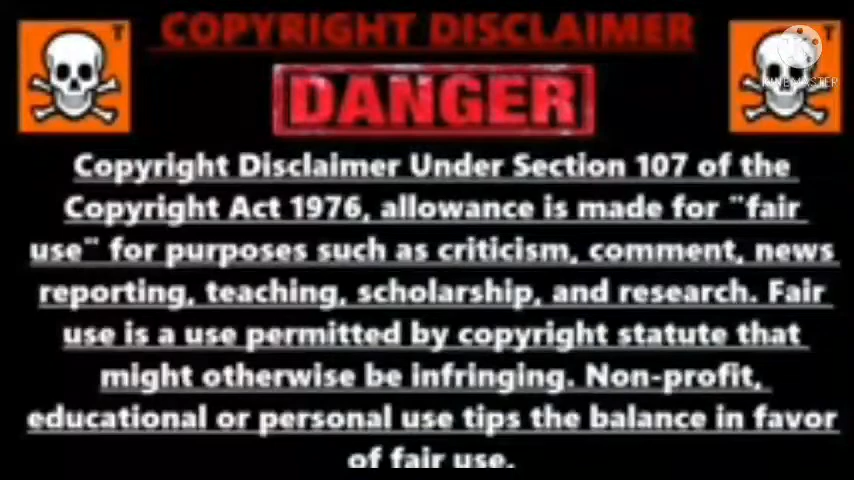 COPYRIGHT DISCLAIMER
T
T
KINEMASTER
DANGER
Copyright Disclaimer Under Section 107 of the
Copyright Act 1976, allowance is made for "fair
use" for purposes such as criticism, comment, news
reporting, teaching, scholarship, and research. Fair
use is a use permitted by copyright statute that
might otherwise be infringing. Non-profit,
educational or personal use tips the balance in favor
of fair use.